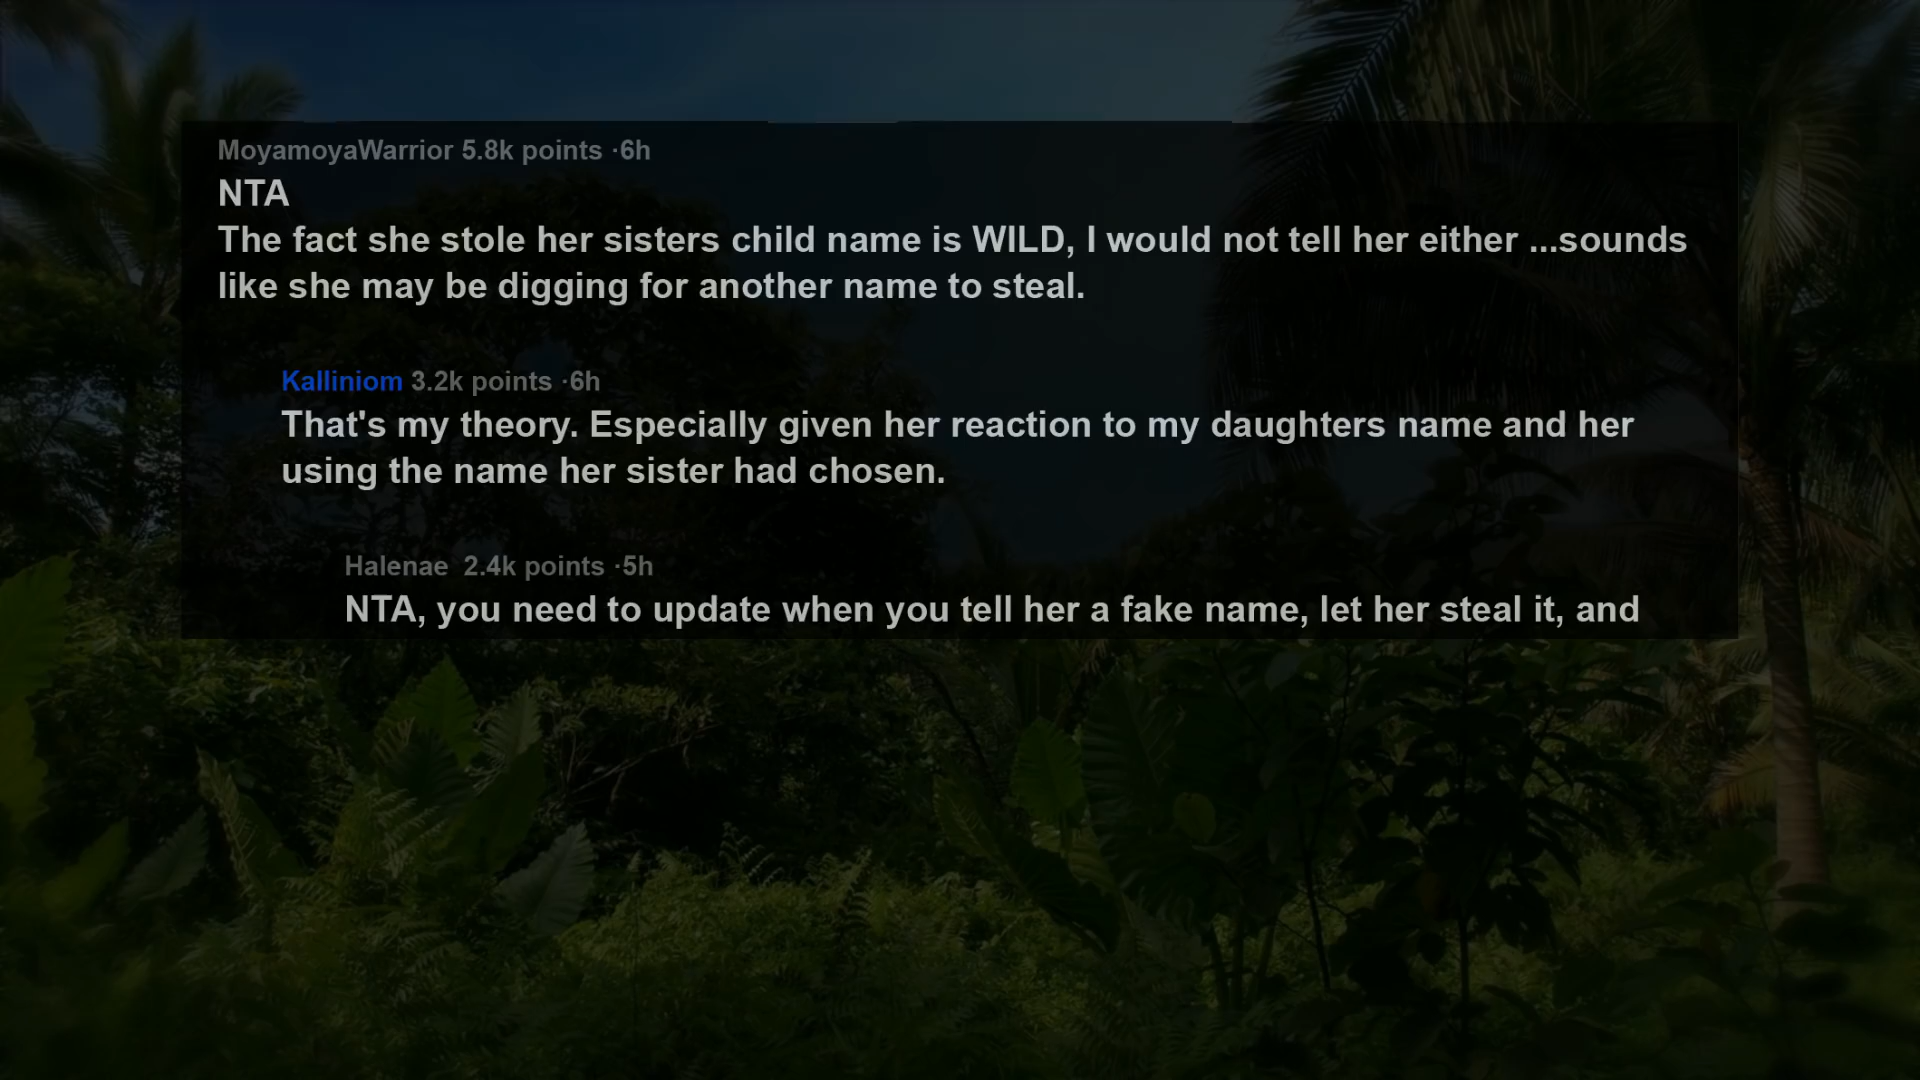 MoyamoyaWarrior 5.8k points ·6h
NTA
The fact she stole her sisters child name is WILD, I would not tell her either ...sounds
like she may be digging for another name to steal.
Kalliniom 3.2k points ·6h
That's my theory. Especially given her reaction to my daughters name and her
using the name her sister had chosen.
Halenae 2.4k points ·5h
NTA, you need to update when you tell her a fake name, let her steal it, and